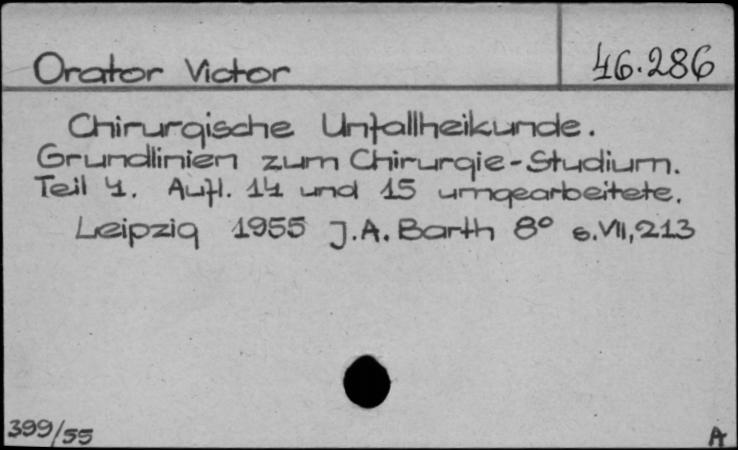 Orator Victor 46.286
Chirurgische Unfallheikunde.
Grundlinien zum Chirurgie-Studium.
Teil 4. Aufl. 14 und 15 umgearbeitete.
Leipzig 1955 J.A. Barth 8° s.VII,213
399/55 A